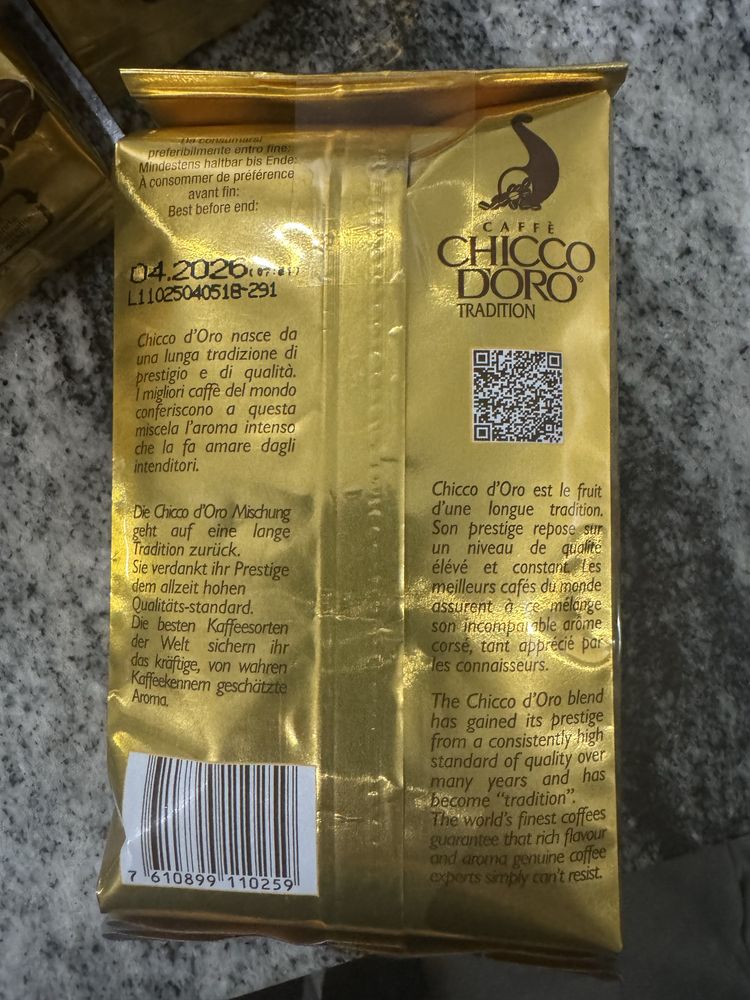 Da consumarsi
preferibilmente entro fine:
Mindestens haltbar bis Ende:
À consommer de préférence
avant fin:
Best before end:
04.2026
L11025040518-291
Chicco d'Oro nasce da
una lunga tradizione di
prestigio e di qualità.
I migliori caffè del mondo
conferiscono a questa
miscela l'aroma intenso
che la fa amare dagli
intenditori.
Die Chicco d'Oro Mischung
geht auf eine lange
Tradition zurück.
Sie verdankt ihr Prestige
dem allzeit hohen
Qualitäts-standard.
Die besten Kaffeesorten
der Welt sichern ihr
das kräftige, von wahren
Kaffeekennern geschätzte
Aroma.
7 610899 110259
CAFFÈ
CHICCO
D'ORO®
TRADITION
Chicco d'Oro est le fruit
d'une longue tradition.
Son prestige repose sur
un niveau de qualité
élévé et constant. Les
meilleurs cafés du monde
assurent à ce mélange
son incomparable arôme
corsé, tant apprécié par
les connaisseurs.
The Chicco d'Oro blend
has gained its prestige
from a consistently high
standard of quality over
many years and has
become "tradition".
The world's finest coffees
guarantee that rich flavour
and aroma genuine coffee
experts simply can't resist.